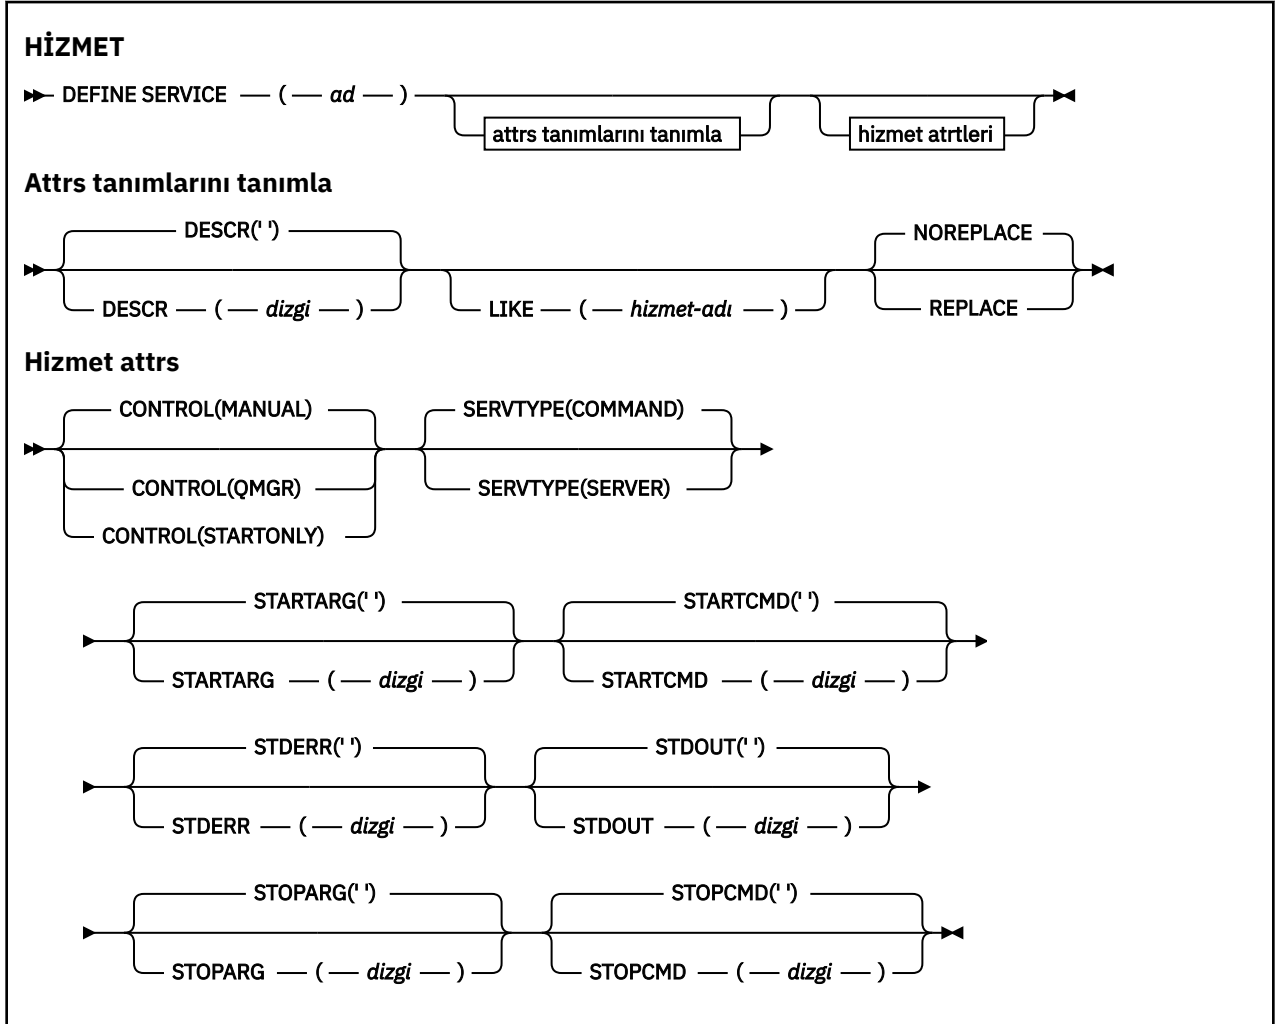 HİZMET
DEFINE SERVICE ( ad )
attrs tanımlarını tanımla hizmet atrtleri
Attrs tanımlarını tanımla
DESCR(' ') NOREPLACE
DESCR ( dizgi ) LIKE ( hizmet-adı ) REPLACE
Hizmet attrs
CONTROL(MANUAL) SERVTYPE(COMMAND)
CONTROL(QMGR) SERVTYPE(SERVER)
CONTROL(STARTONLY)
STARTARG(' ') STARTCMD(' ')
STARTARG ( dizgi ) STARTCMD ( dizgi )
STDERR(' ') STDOUT(' ')
STDERR ( dizgi ) STDOUT ( dizgi )
STOPARG(' ') STOPCMD(' ')
STOPARG ( dizgi ) STOPCMD ( dizgi )